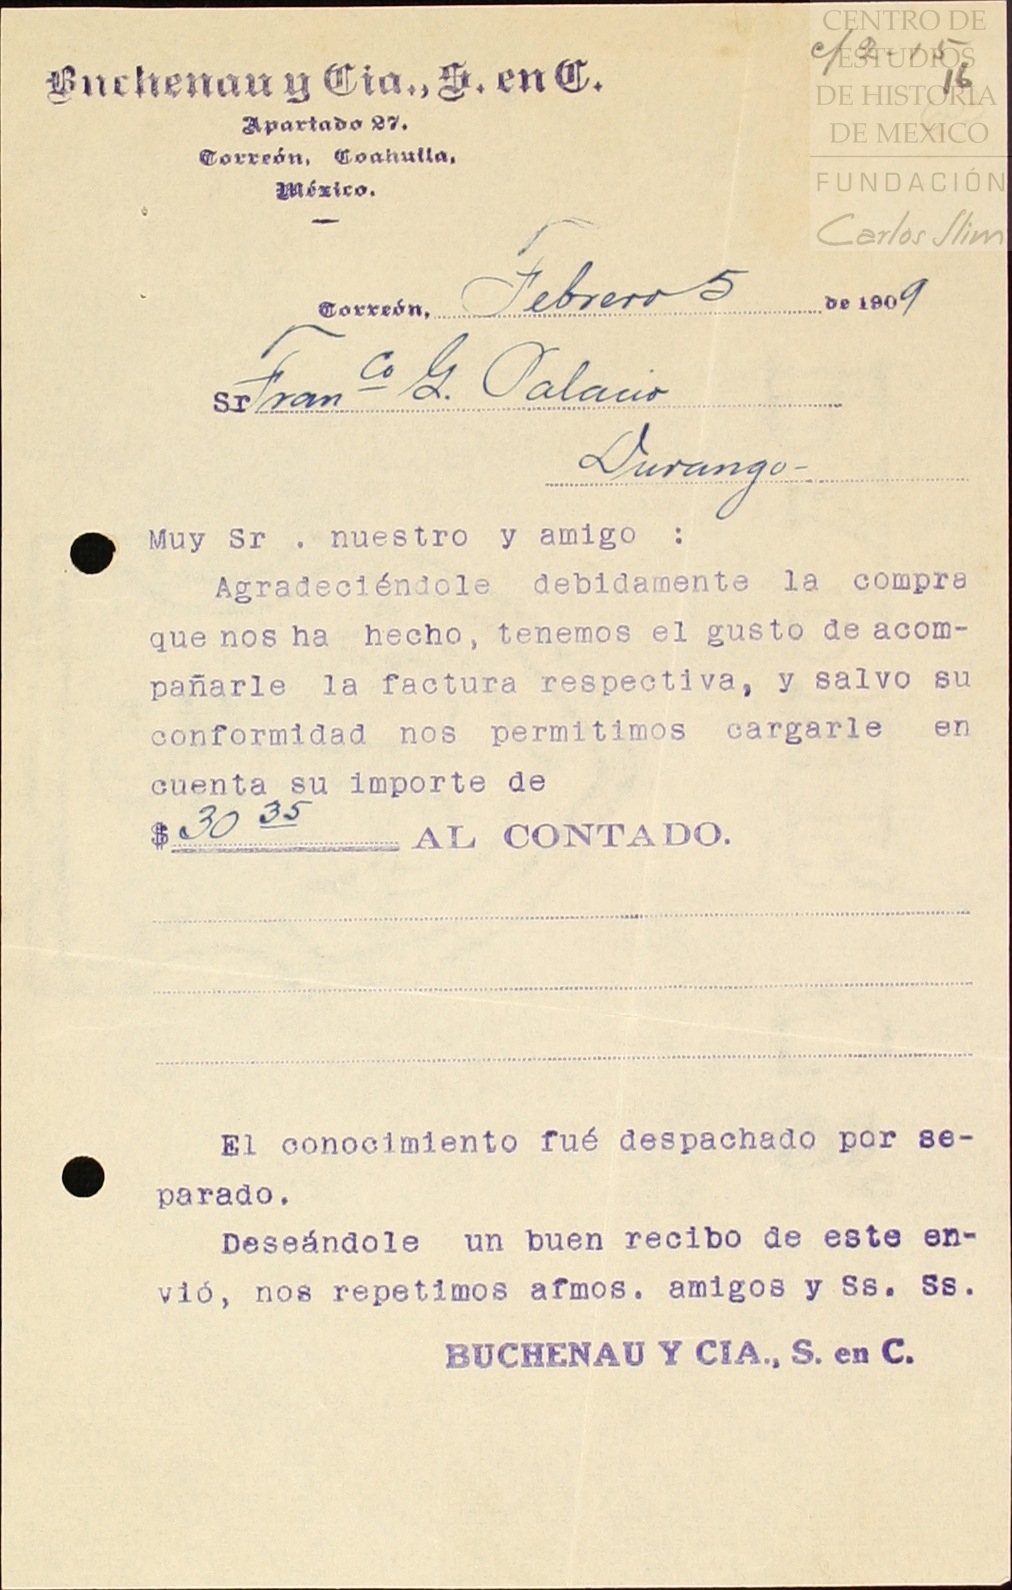 CENTRO DE
ESTUDIOS
DE HISTORIA
DE MEXICO
FUNDACIÓN
Carlos Slim
c/ 2-15
16
Buchenau y Cia., S. en C.
Apartado 27.
Torreón, Coahuila,
México.
Torreón, Febrero 5 de 1909
Sr Fran co G. Palacio
Durango-
Muy Sr . nuestro y amigo :
Agradeciéndole debidamente la compra
que nos ha hecho, tenemos el gusto de acom-
pañarle la factura respectiva, y salvo su
conformidad nos permitimos cargarle en
cuenta su importe de
$ 30 35 AL CONTADO.
El conocimiento fué despachado por se-
parado.
Deseándole un buen recibo de este en-
vió, nos repetimos afmos. amigos y Ss. Ss.
BUCHENAU Y CIA., S. en C.